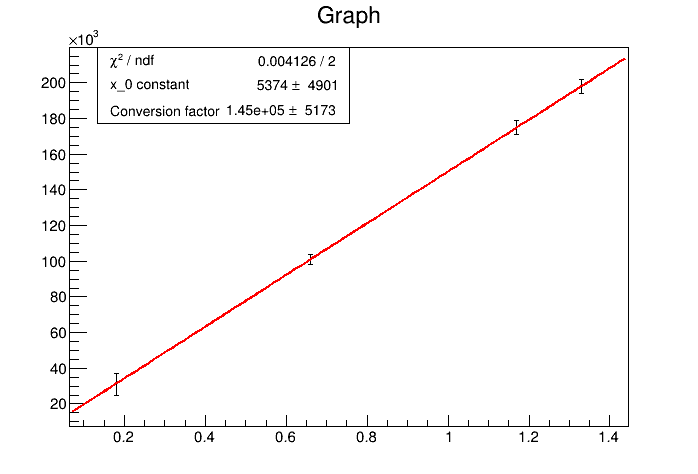 Graph
×10³
χ² / ndf 0.004126 / 2
x_0 constant 5374 ± 4901
Conversion factor 1.45e+05 ± 5173
200
180
160
140
120
100
80
60
40
20
0.2 0.4 0.6 0.8 1 1.2 1.4